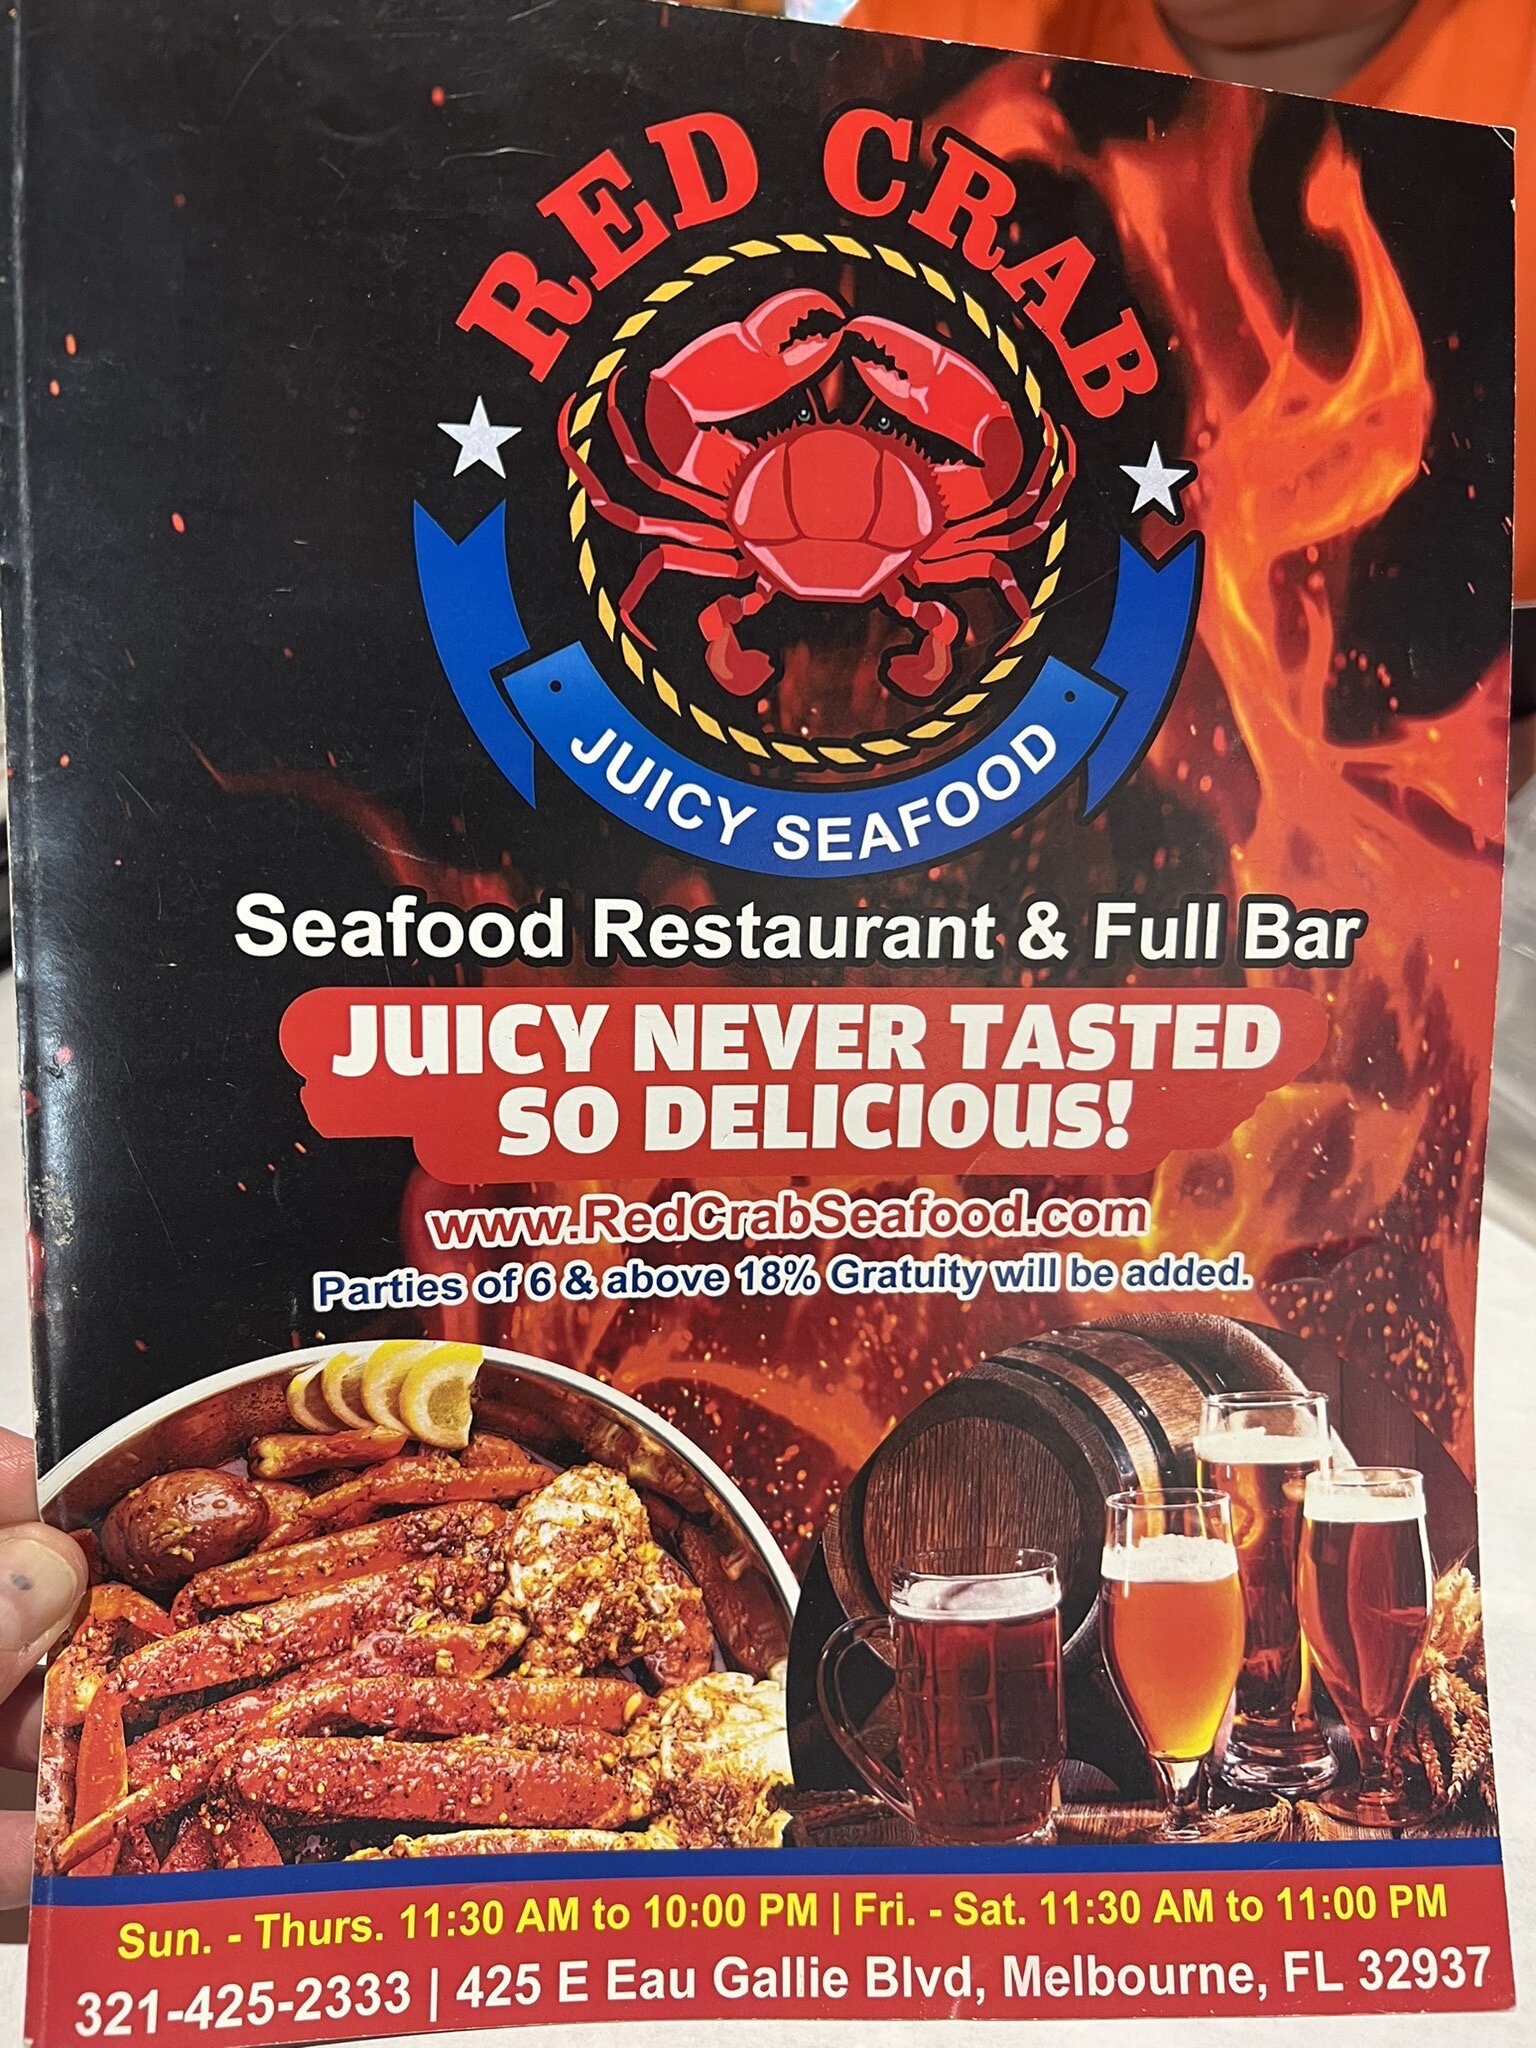 RED CRAB
JUICY SEAFOOD
Seafood Restaurant & Full Bar
JUICY NEVER TASTED
SO DELICIOUS!
www.RedCrabSeafood.com
Parties of 6 & above 18% Gratuity will be added.
Sun. - Thurs. 11:30 AM to 10:00 PM | Fri. - Sat. 11:30 AM to 11:00 PM
321-425-2333 | 425 E Eau Gallie Blvd, Melbourne, FL 32937